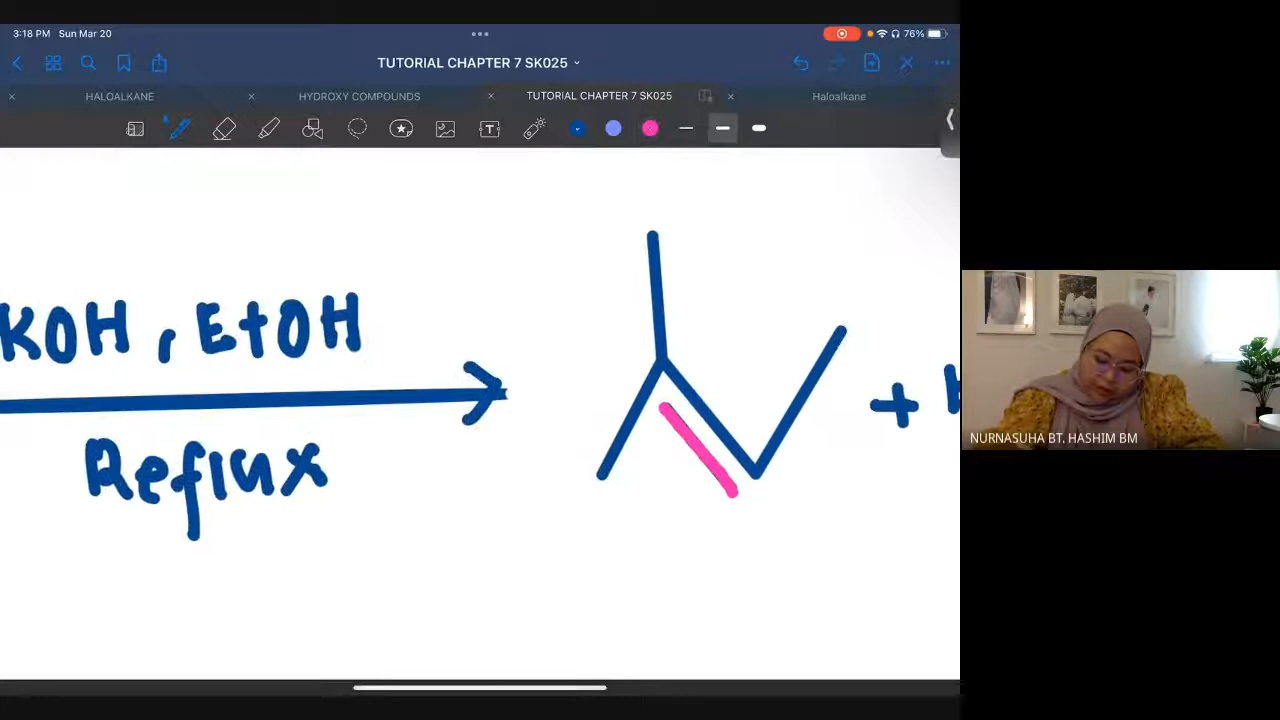 3:18 PM Sun Mar 20
76%
TUTORIAL CHAPTER 7 SK025
HALOALKANE
HYDROXY COMPOUNDS
TUTORIAL CHAPTER 7 SK025
Haloalkane
KOH, EtOH
Reflux
+
NURNASUHA BT. HASHIM BM